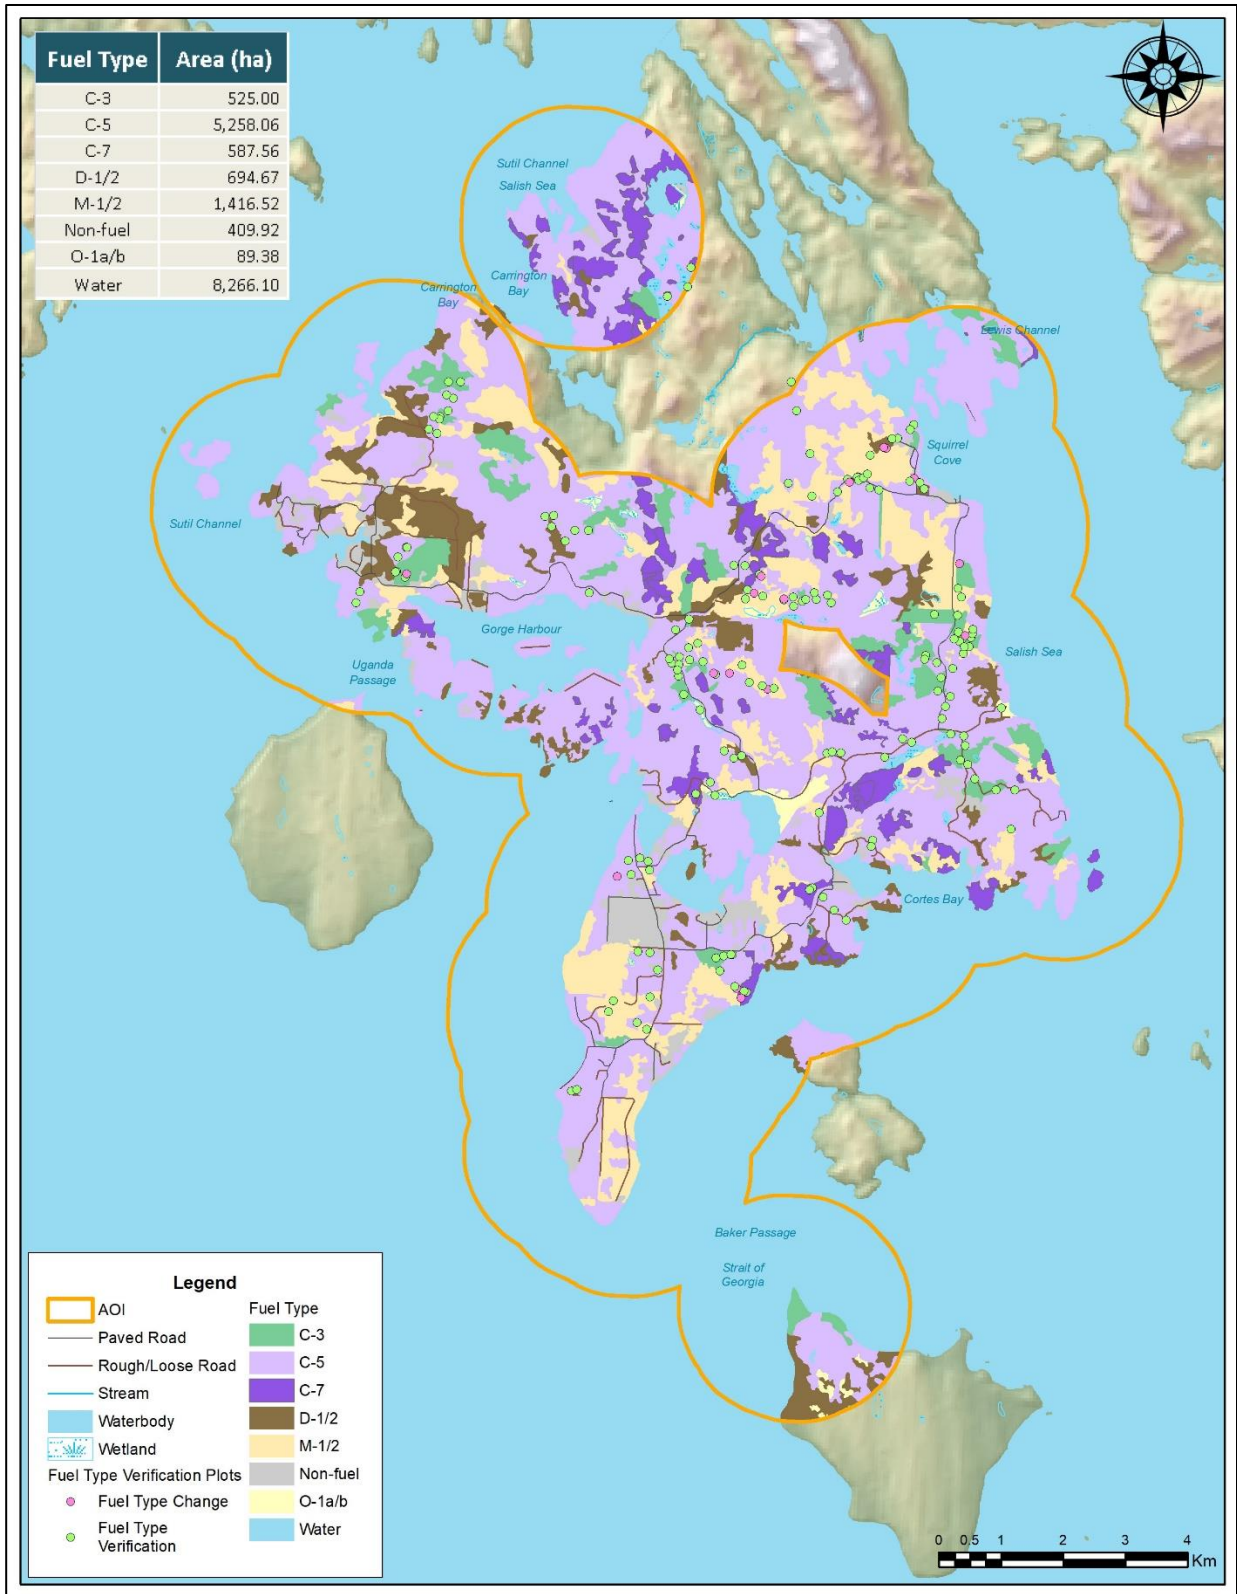 Fuel Type Area (ha)
C-3 525.00
C-5 5,258.06
C-7 587.56
D-1/2 694.67
M-1/2 1,416.52
Non-fuel 409.92
O-1a/b 89.38
Water 8,266.10
Sutil Channel
Salish Sea
Carrington
Bay
Carrington
Bay
Lewis Channel
Squirrel
Cove
Sutil Channel
Gorge Harbour
Uganda
Passage
Salish Sea
Cortes Bay
Baker Passage
Strait of
Georgia
Legend
AOI
Paved Road
Rough/Loose Road
Stream
Waterbody
Wetland
Fuel Type Verification Plots
Fuel Type Change
Fuel Type
Verification
Fuel Type
C-3
C-5
C-7
D-1/2
M-1/2
Non-fuel
O-1a/b
Water
0 0.5 1 2 3 4
Km